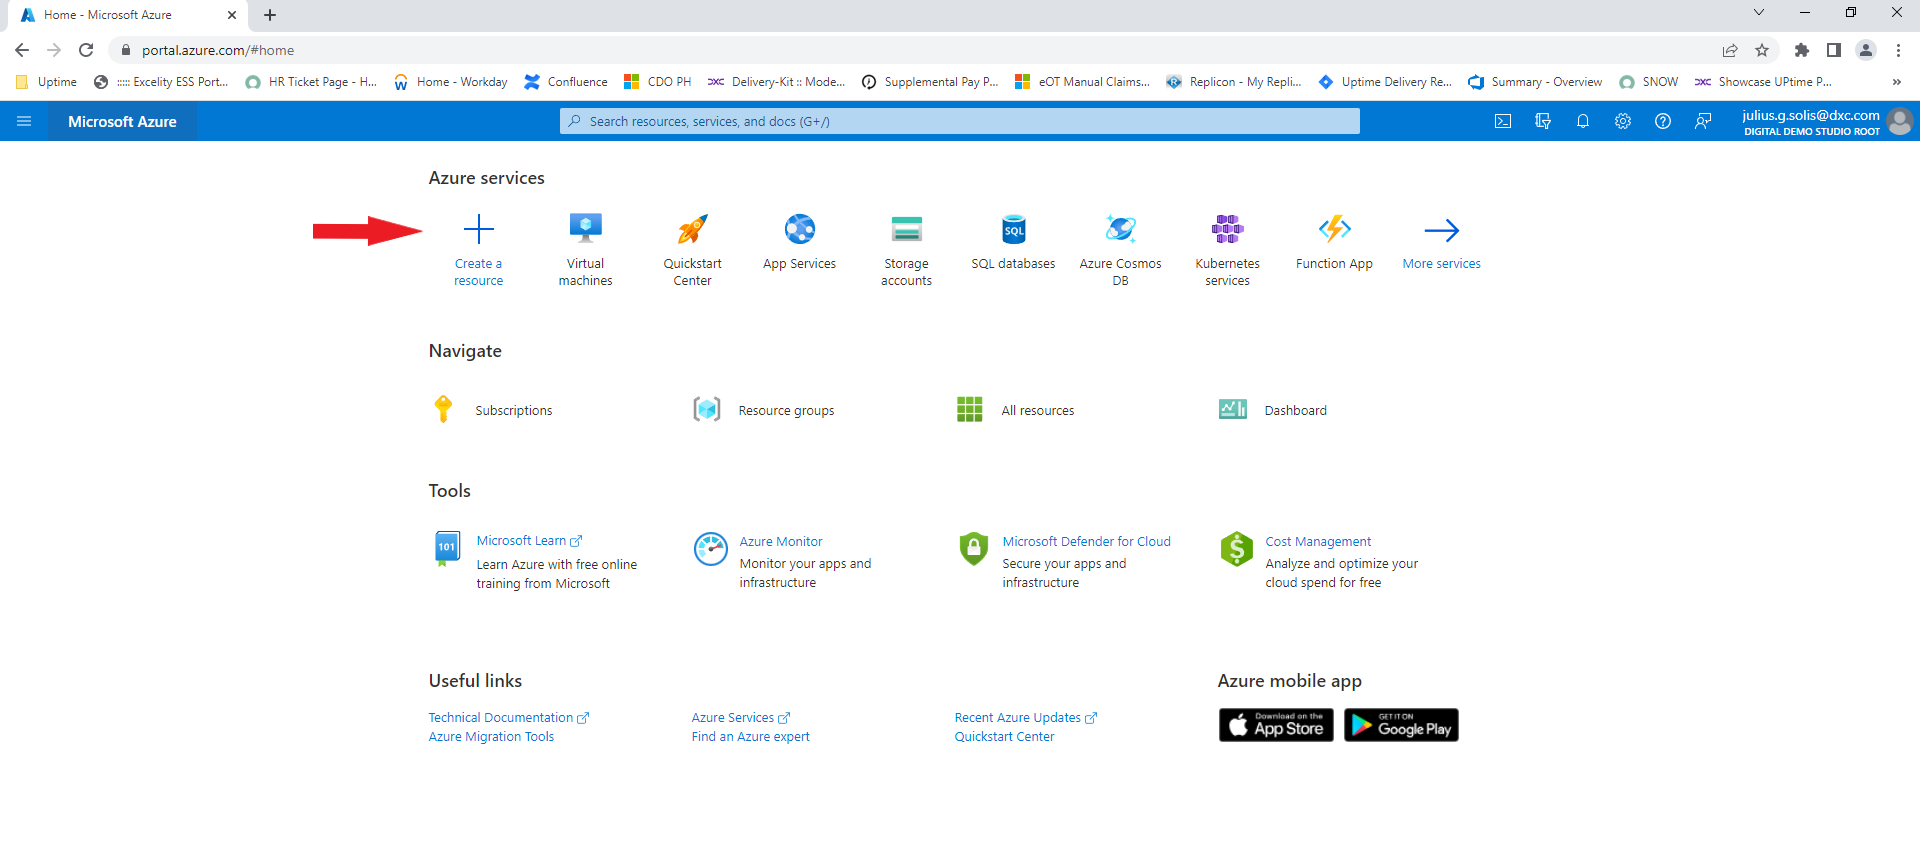 Home - Microsoft Azure
portal.azure.com/#home
Uptime
::::: Excelity ESS Port...
HR Ticket Page - H...
Home - Workday
Confluence
CDO PH
Delivery-Kit :: Mode...
Supplemental Pay P...
eOT Manual Claims...
Replicon - My Repli...
Uptime Delivery Re...
Summary - Overview
SNOW
Showcase UPtime P...
Microsoft Azure
Search resources, services, and docs (G+/)
julius.g.solis@dxc.com
DIGITAL DEMO STUDIO ROOT
Azure services
Create a
resource
Virtual
machines
Quickstart
Center
App Services
Storage
accounts
SQL
SQL databases
Azure Cosmos
DB
Kubernetes
services
Function App
More services
Navigate
Subscriptions
Resource groups
All resources
Dashboard
Tools
101
Microsoft Learn
Learn Azure with free online
training from Microsoft
Azure Monitor
Monitor your apps and
infrastructure
Microsoft Defender for Cloud
Secure your apps and
infrastructure
$
Cost Management
Analyze and optimize your
cloud spend for free
Useful links
Technical Documentation
Azure Migration Tools
Azure Services
Find an Azure expert
Recent Azure Updates
Quickstart Center
Azure mobile app
Download on the
App Store
GET IT ON
Google Play